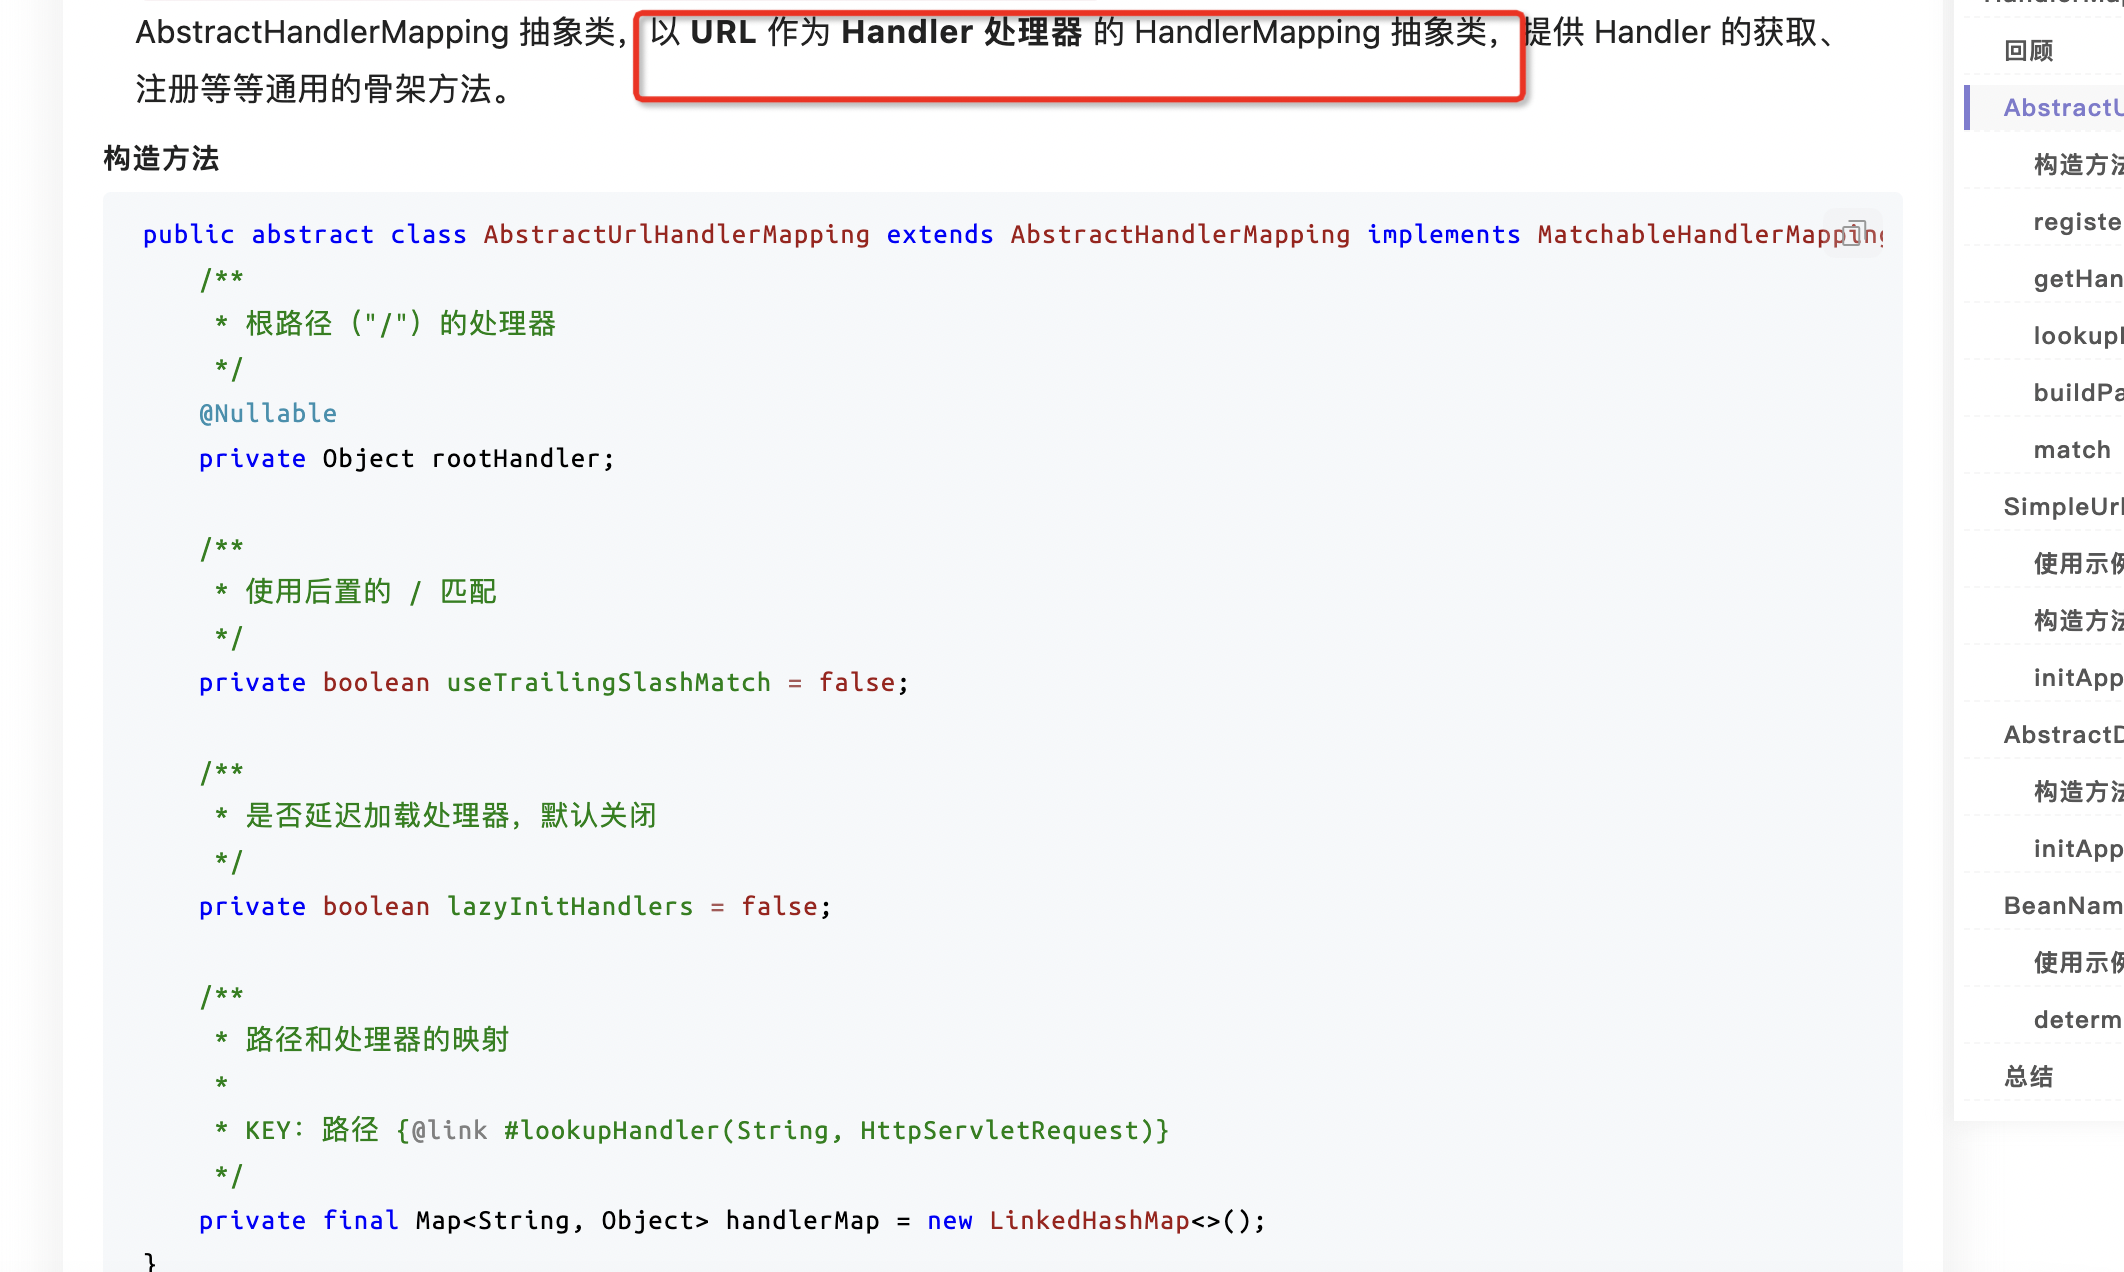 AbstractHandlerMapping 抽象类，以 URL 作为 Handler 处理器 的 HandlerMapping 抽象类，提供 Handler 的获取、
注册等等通用的骨架方法。
构造方法
public abstract class AbstractUrlHandlerMapping extends AbstractHandlerMapping implements MatchableHandlerMapping
/**
* 根路径（"/"）的处理器
*/
@Nullable
private Object rootHandler;
/**
* 使用后置的 / 匹配
*/
private boolean useTrailingSlashMatch = false;
/**
* 是否延迟加载处理器，默认关闭
*/
private boolean lazyInitHandlers = false;
/**
* 路径和处理器的映射
*
* KEY：路径 {@link #lookupHandler(String, HttpServletRequest)}
*/
private final Map<String, Object> handlerMap = new LinkedHashMap<>();
}
回顾
AbstractU
构造方法
registe
getHan
lookup
buildPa
match
SimpleUrl
使用示例
构造方法
initApp
AbstractD
构造方法
initApp
BeanNam
使用示例
determ
总结